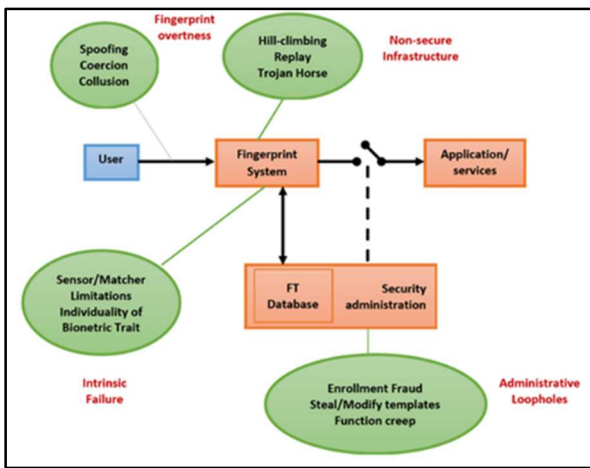 Fingerprint
overtness
Spoofing
Coercion
Collusion
Hill-climbing
Replay
Trojan Horse
Non-secure
Infrastructure
User
Fingerprint
System
Application/
services
Sensor/Matcher
Limitations
Individuality of
Bionetric Trait
FT
Database
Security
administration
Intrinsic
Failure
Enrollment Fraud
Steal/Modify templates
Function creep
Administrative
Loopholes